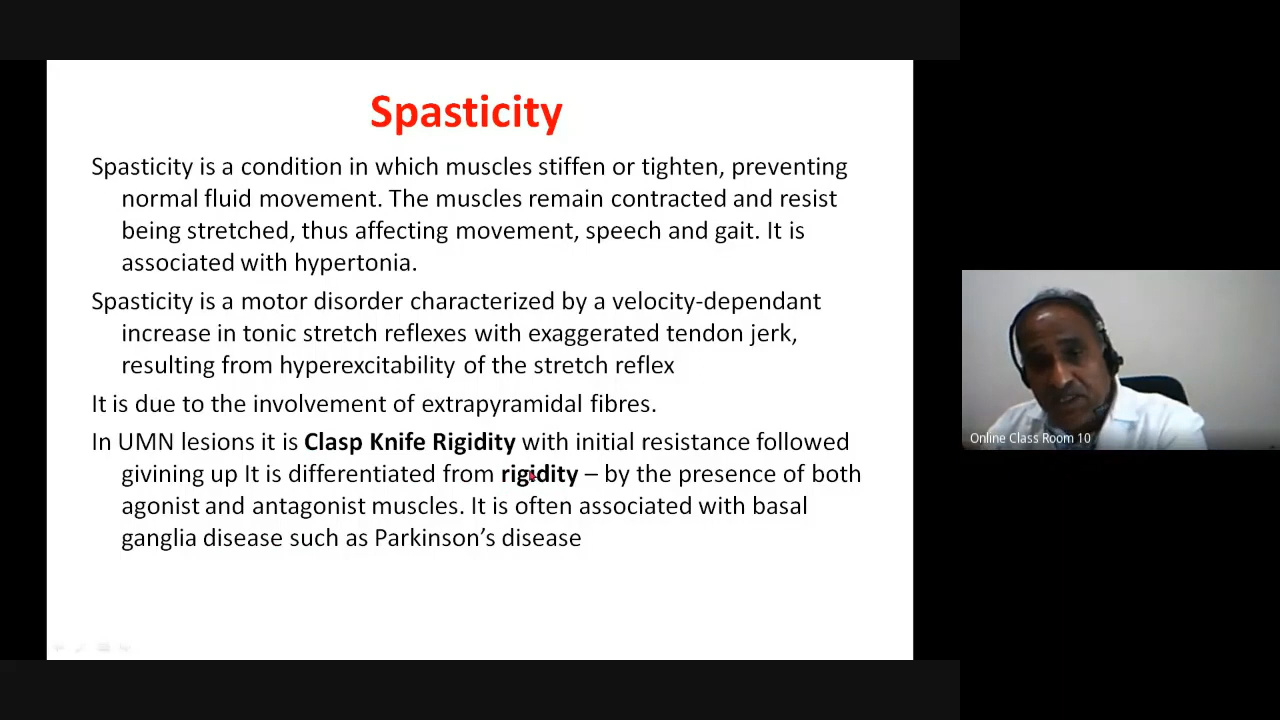 Spasticity
Spasticity is a condition in which muscles stiffen or tighten, preventing
normal fluid movement. The muscles remain contracted and resist
being stretched, thus affecting movement, speech and gait. It is
associated with hypertonia.
Spasticity is a motor disorder characterized by a velocity-dependant
increase in tonic stretch reflexes with exaggerated tendon jerk,
resulting from hyperexcitability of the stretch reflex
It is due to the involvement of extrapyramidal fibres.
In UMN lesions it is Clasp Knife Rigidity with initial resistance followed
givining up It is differentiated from rigidity – by the presence of both
agonist and antagonist muscles. It is often associated with basal
ganglia disease such as Parkinson’s disease
Online Class Room 10